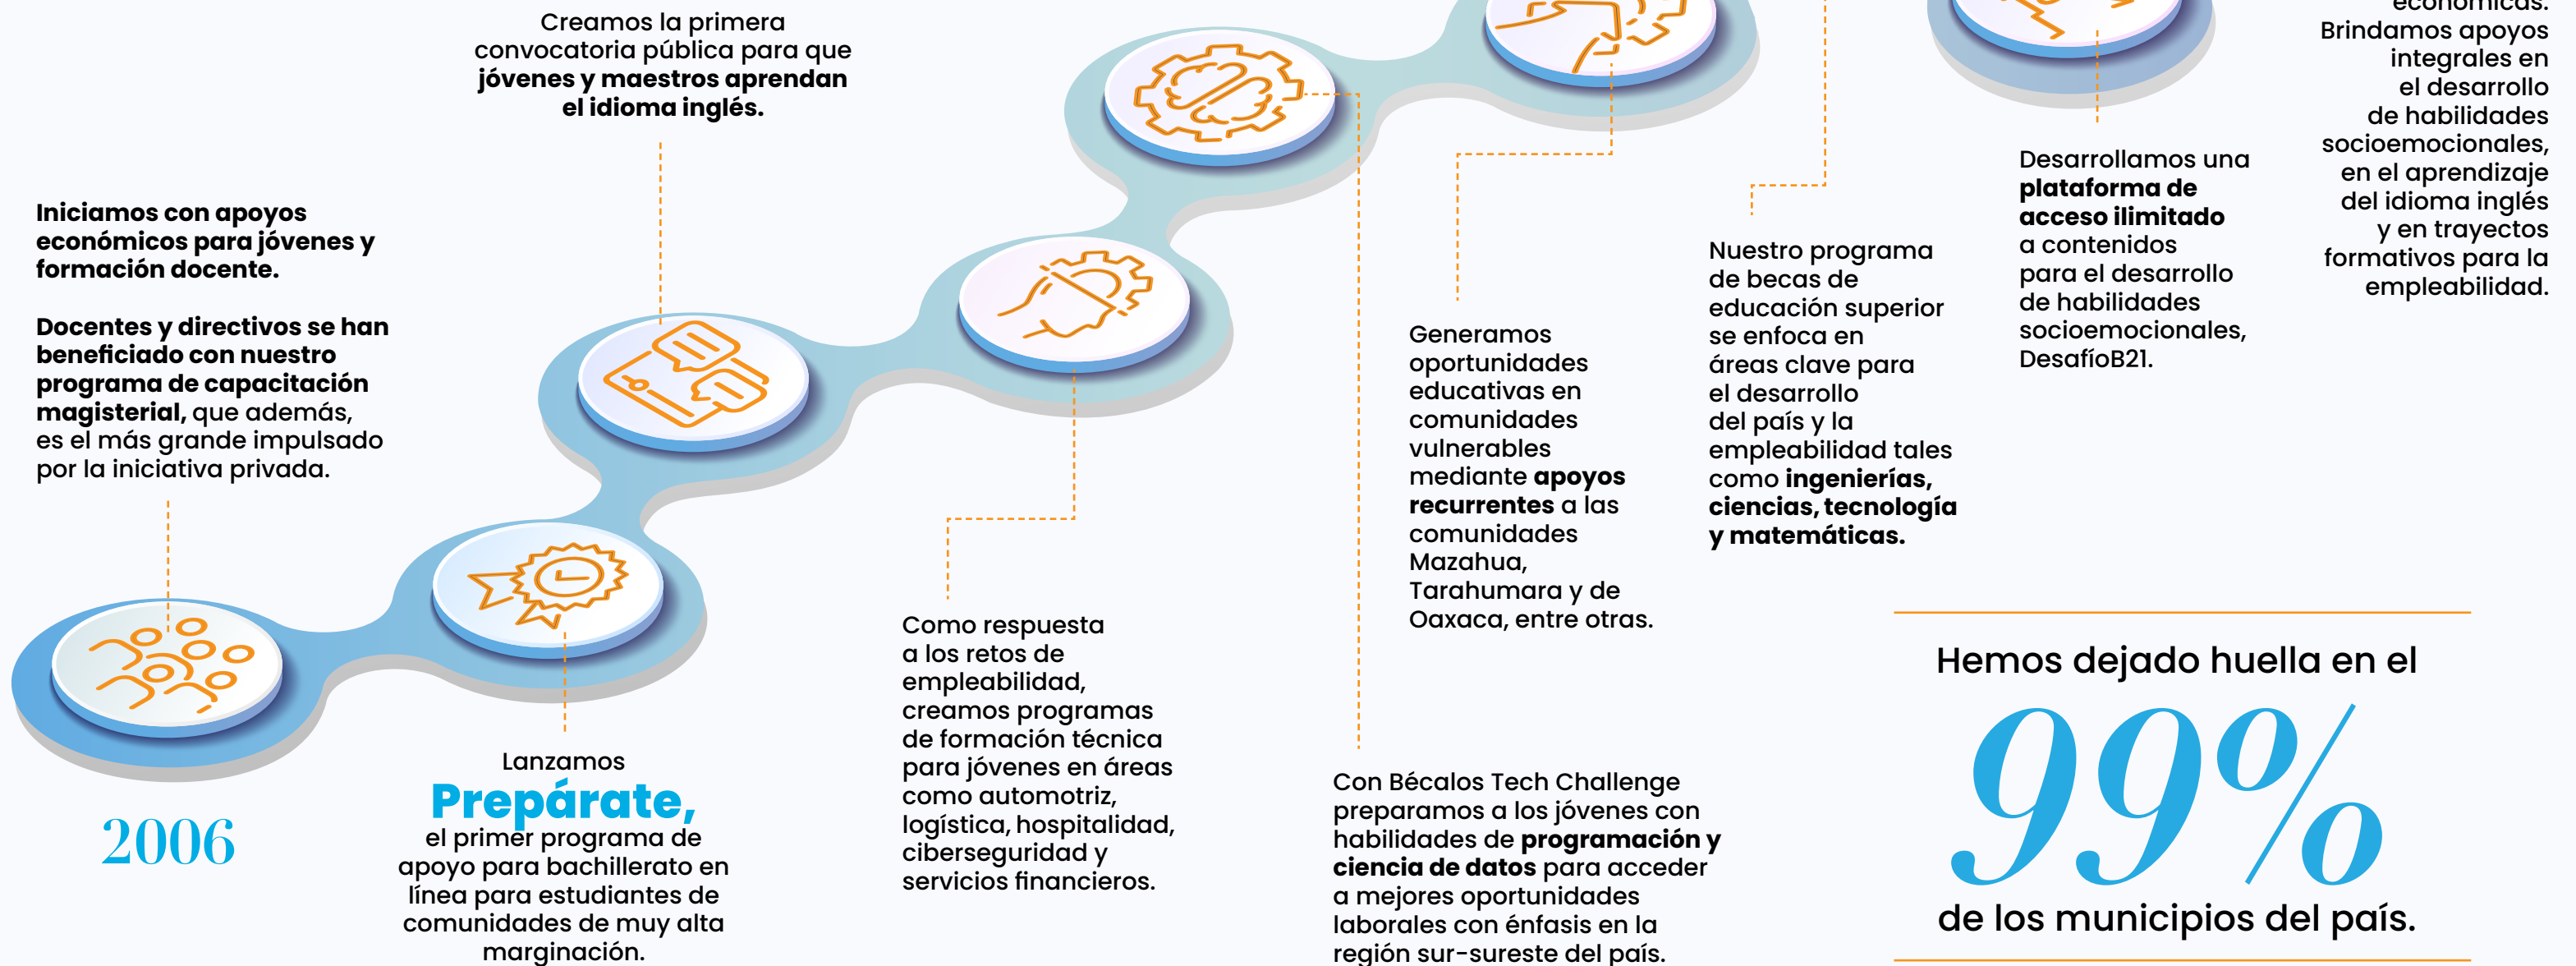 Iniciamos con apoyos
económicos para jóvenes y
formación docente.
Docentes y directivos se han
beneficiado con nuestro
programa de capacitación
magisterial, que además,
es el más grande impulsado
por la iniciativa privada.
2006
Lanzamos
Prepárate,
el primer programa de
apoyo para bachillerato en
línea para estudiantes de
comunidades de muy alta
marginación.
Creamos la primera
convocatoria pública para que
jóvenes y maestros aprendan
el idioma inglés.
Como respuesta
a los retos de
empleabilidad,
creamos programas
de formación técnica
para jóvenes en áreas
como automotriz,
logística, hospitalidad,
ciberseguridad y
servicios financieros.
Con Bécalos Tech Challenge
preparamos a los jóvenes con
habilidades de programación y
ciencia de datos para acceder
a mejores oportunidades
laborales con énfasis en la
región sur-sureste del país.
Generamos
oportunidades
educativas en
comunidades
vulnerables
mediante apoyos
recurrentes a las
comunidades
Mazahua,
Tarahumara y de
Oaxaca, entre otras.
Nuestro programa
de becas de
educación superior
se enfoca en
áreas clave para
el desarrollo
del país y la
empleabilidad tales
como ingenierías,
ciencias, tecnología
y matemáticas.
Desarrollamos una
plataforma de
acceso ilimitado
a contenidos
para el desarrollo
de habilidades
socioemocionales,
DesafíoB21.
económicas.
Brindamos apoyos
integrales en
el desarrollo
de habilidades
socioemocionales,
en el aprendizaje
del idioma inglés
y en trayectos
formativos para la
empleabilidad.
Hemos dejado huella en el
99%
de los municipios del país.